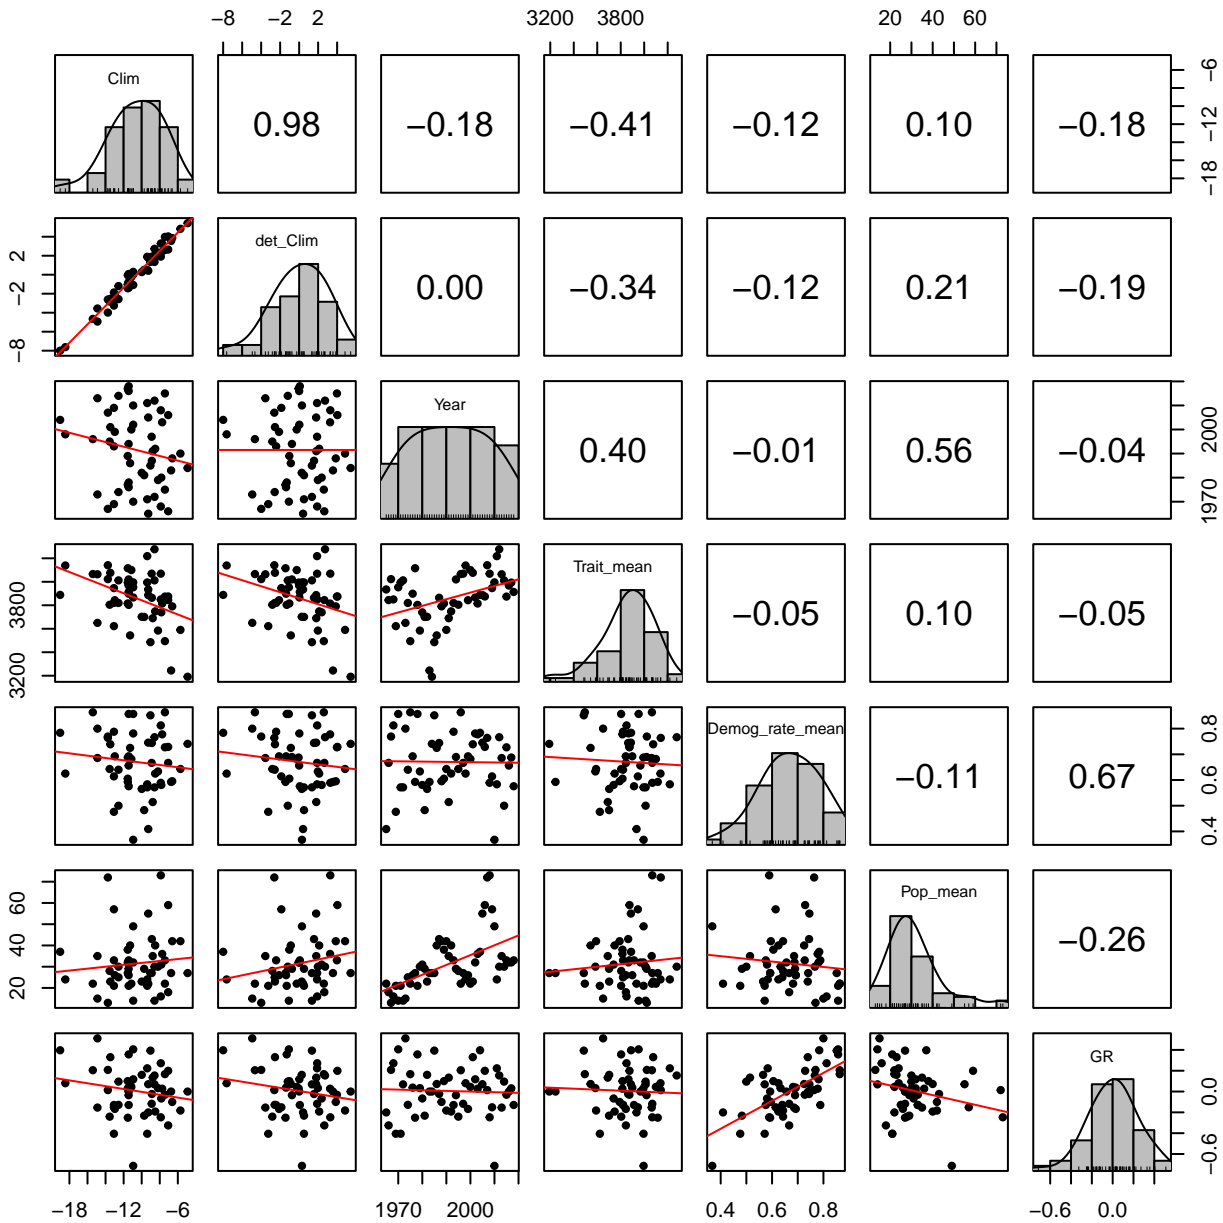 −8 −2 2 3200 3800 20 40 60
Clim 0.98 −0.18 −0.41 −0.12 0.10 −0.18 −18 −12 −6
−8 −2 2 det_Clim 0.00 −0.34 −0.12 0.21 −0.19
Year 0.40 −0.01 0.56 −0.04 1970 2000
3200 3800 Trait_mean −0.05 0.10 −0.05
Demog_rate_mean −0.11 0.67 0.4 0.6 0.8
20 40 60 Pop_mean −0.26
GR −0.6 0.0
−18 −12 −6 1970 2000 0.4 0.6 0.8 −0.6 0.0